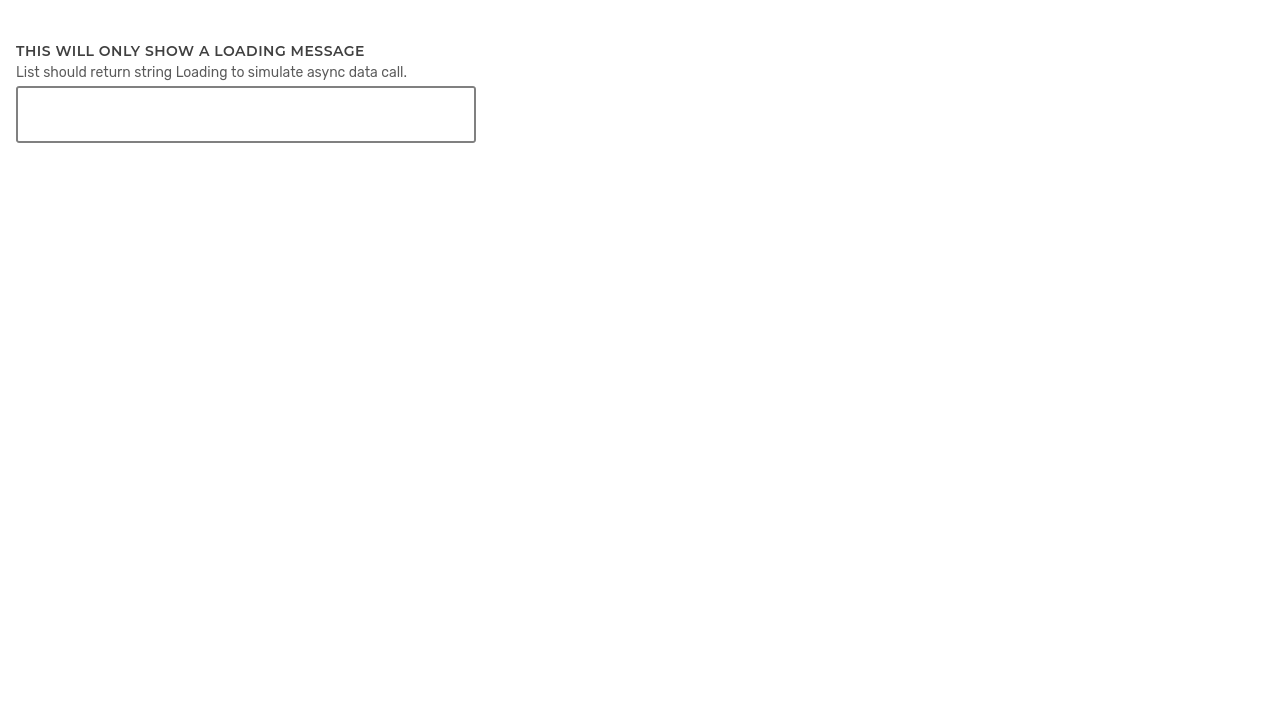 THIS WILL ONLY SHOW A LOADING MESSAGE
List should return string Loading to simulate async data call.